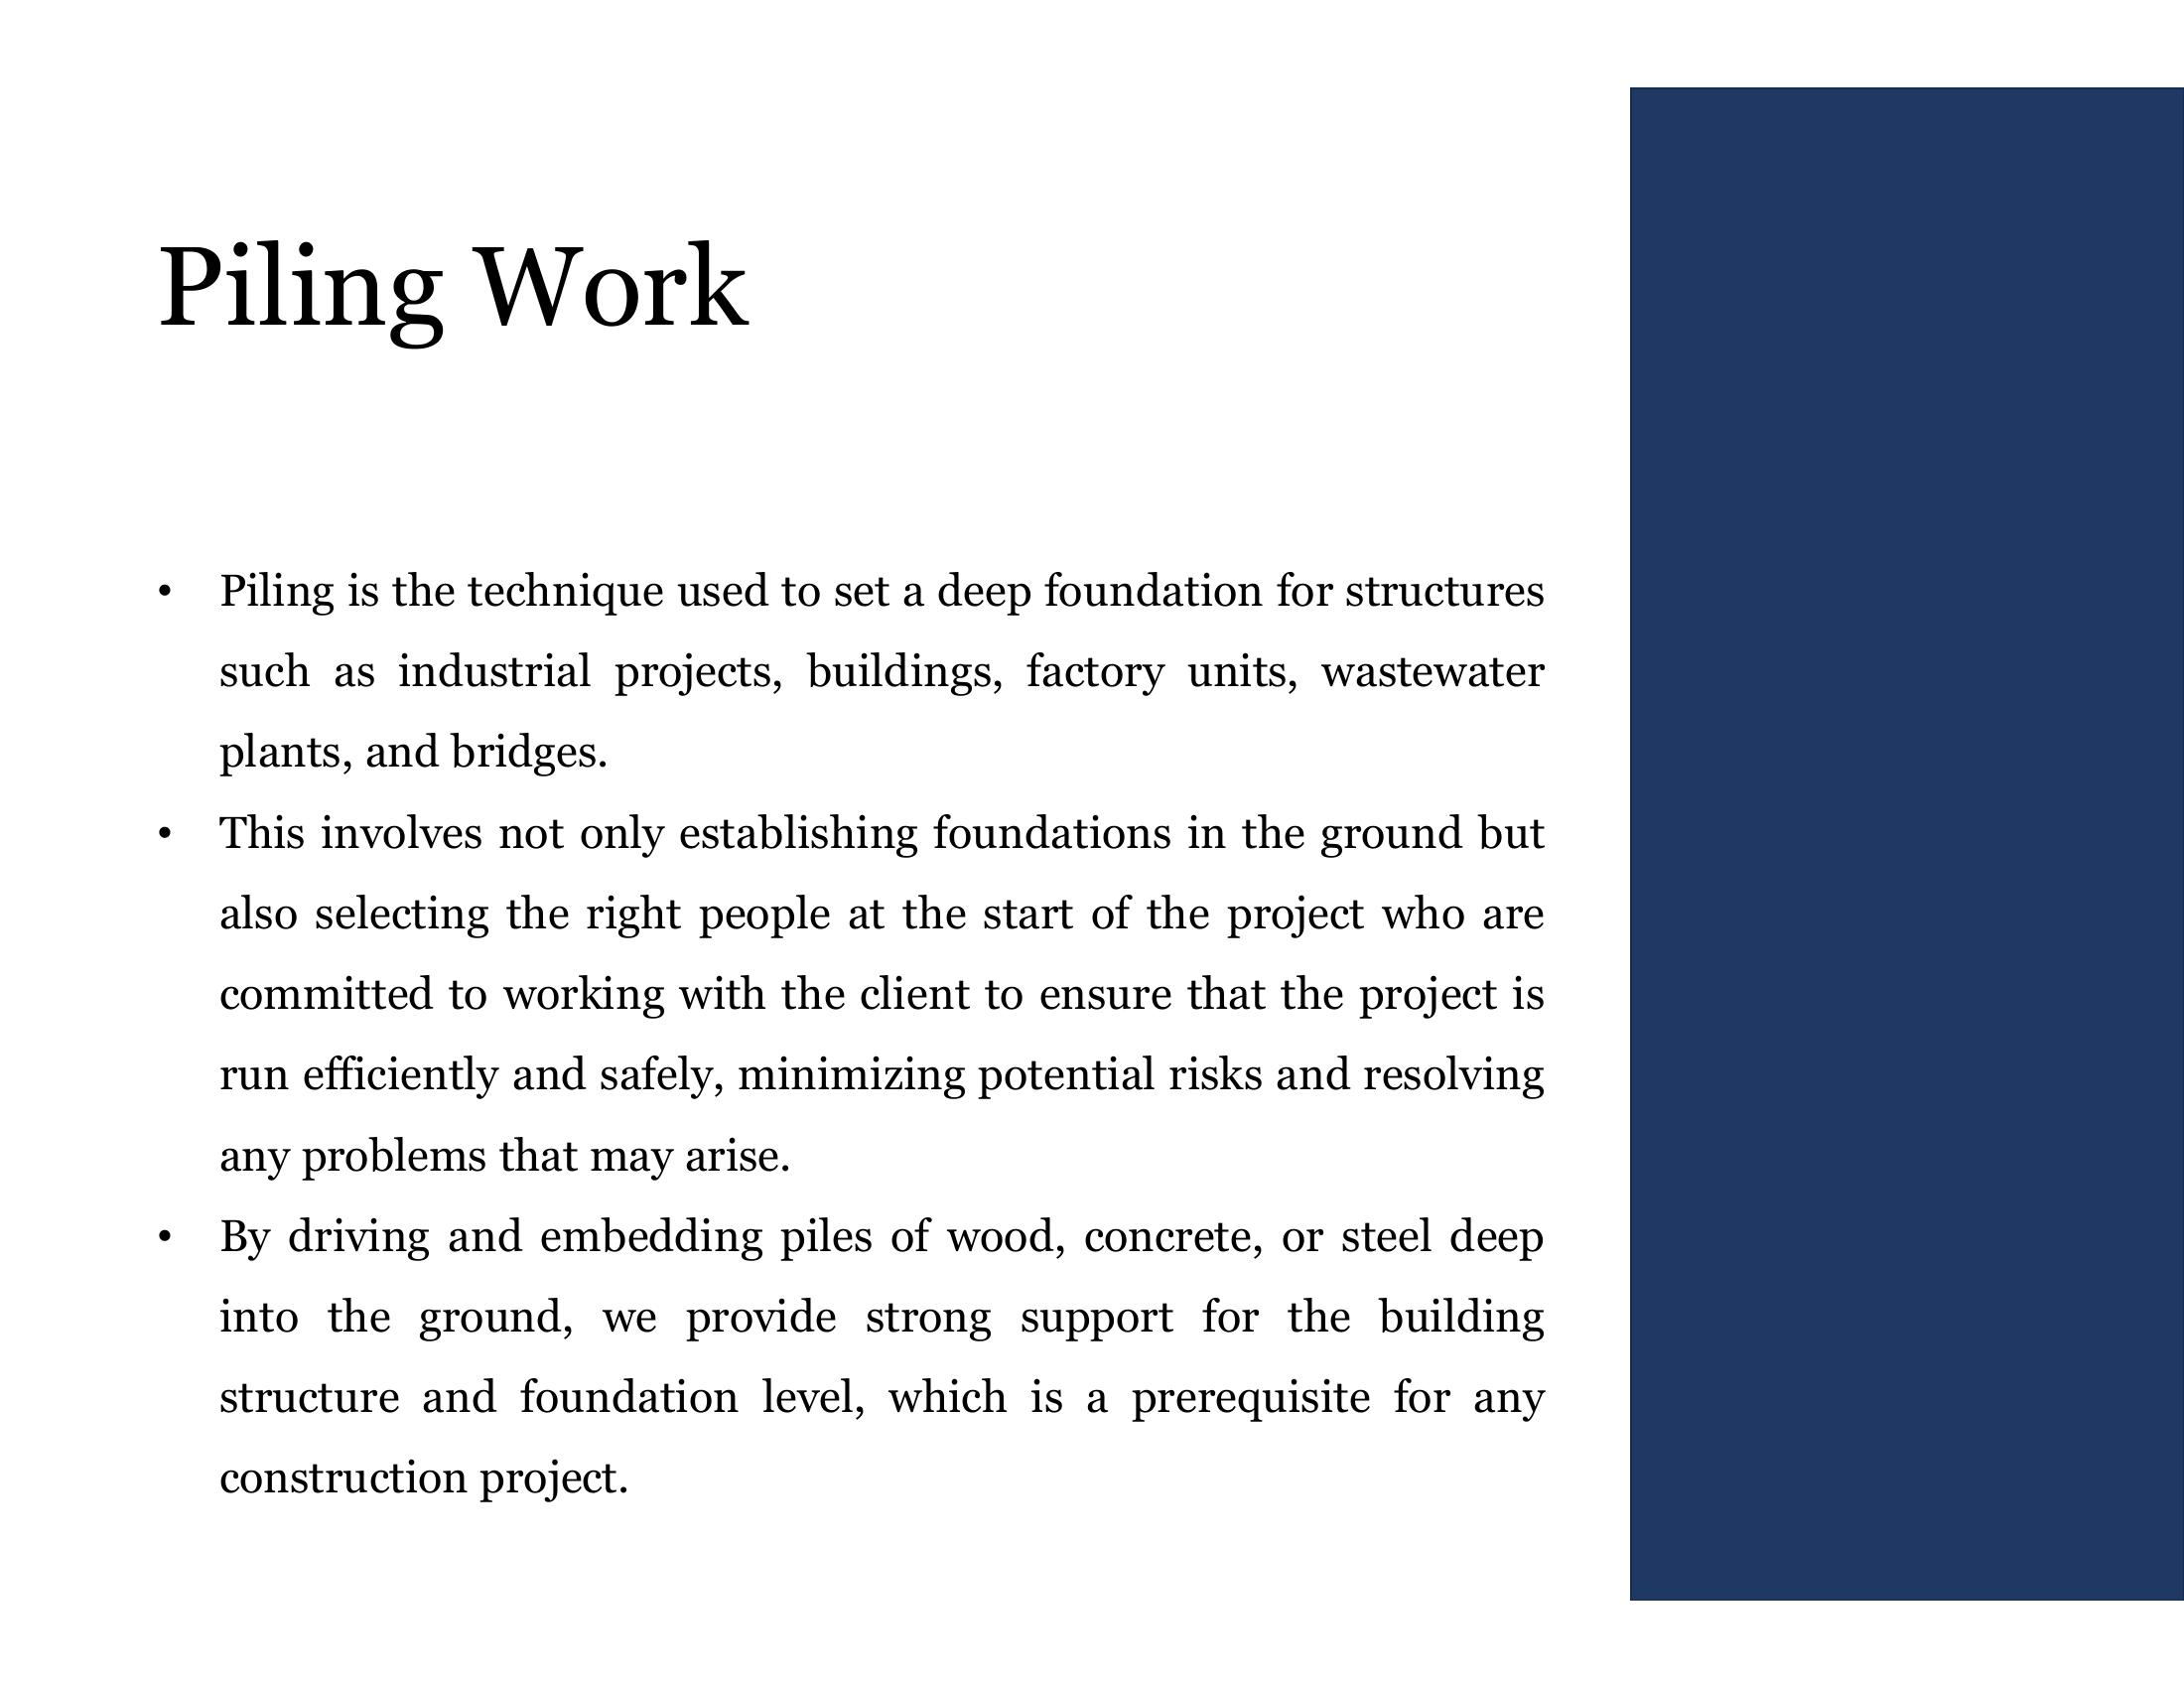 Piling Work
• Piling is the technique used to set a deep foundation for structures
such as industrial projects, buildings, factory units, wastewater
plants, and bridges.
• This involves not only establishing foundations in the ground but
also selecting the right people at the start of the project who are
committed to working with the client to ensure that the project is
run efficiently and safely, minimizing potential risks and resolving
any problems that may arise.
• By driving and embedding piles of wood, concrete, or steel deep
into the ground, we provide strong support for the building
structure and foundation level, which is a prerequisite for any
construction project.